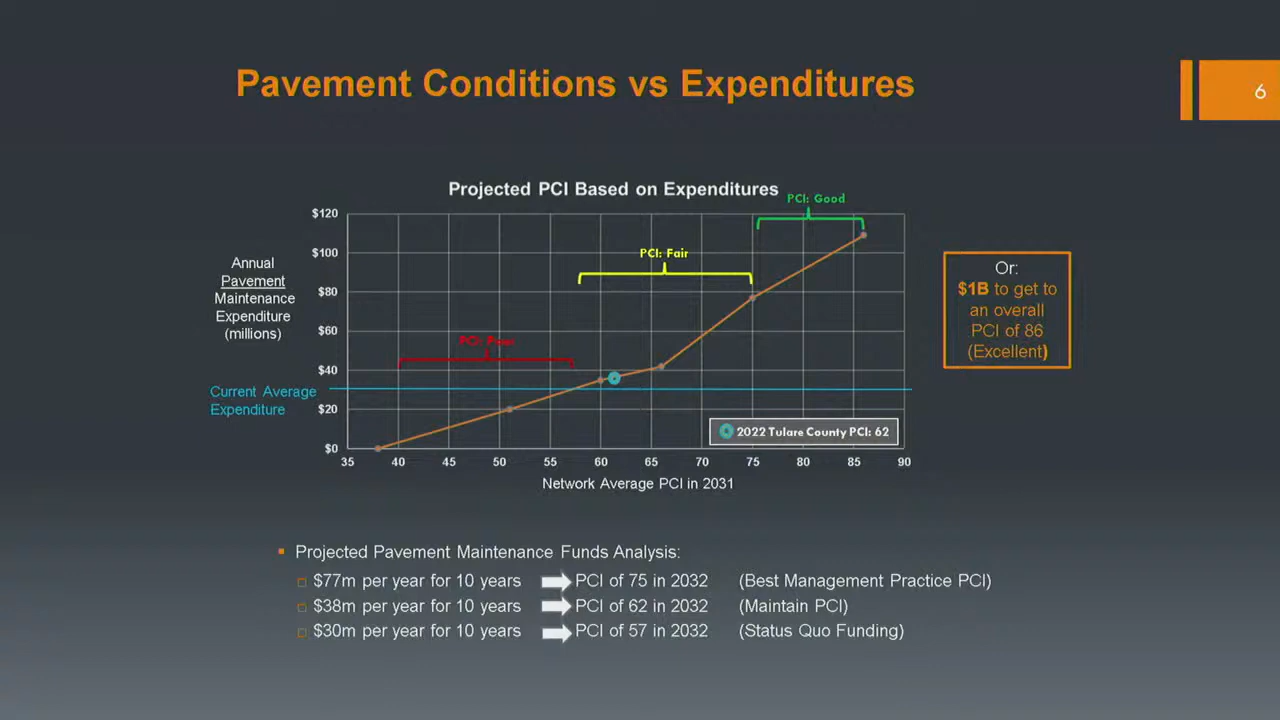 Pavement Conditions vs Expenditures
6
Projected PCI Based on Expenditures
PCI: Good
PCI: Fair
PCI: Poor
Annual
Pavement
Maintenance
Expenditure
(millions)
$120
$100
$80
$60
$40
$20
$0
Current Average
Expenditure
35 40 45 50 55 60 65 70 75 80 85 90
Network Average PCI in 2031
2022 Tulare County PCI: 62
Or:
$1B to get to
an overall
PCI of 86
(Excellent)
Projected Pavement Maintenance Funds Analysis:
$77m per year for 10 years PCI of 75 in 2032 (Best Management Practice PCI)
$38m per year for 10 years PCI of 62 in 2032 (Maintain PCI)
$30m per year for 10 years PCI of 57 in 2032 (Status Quo Funding)